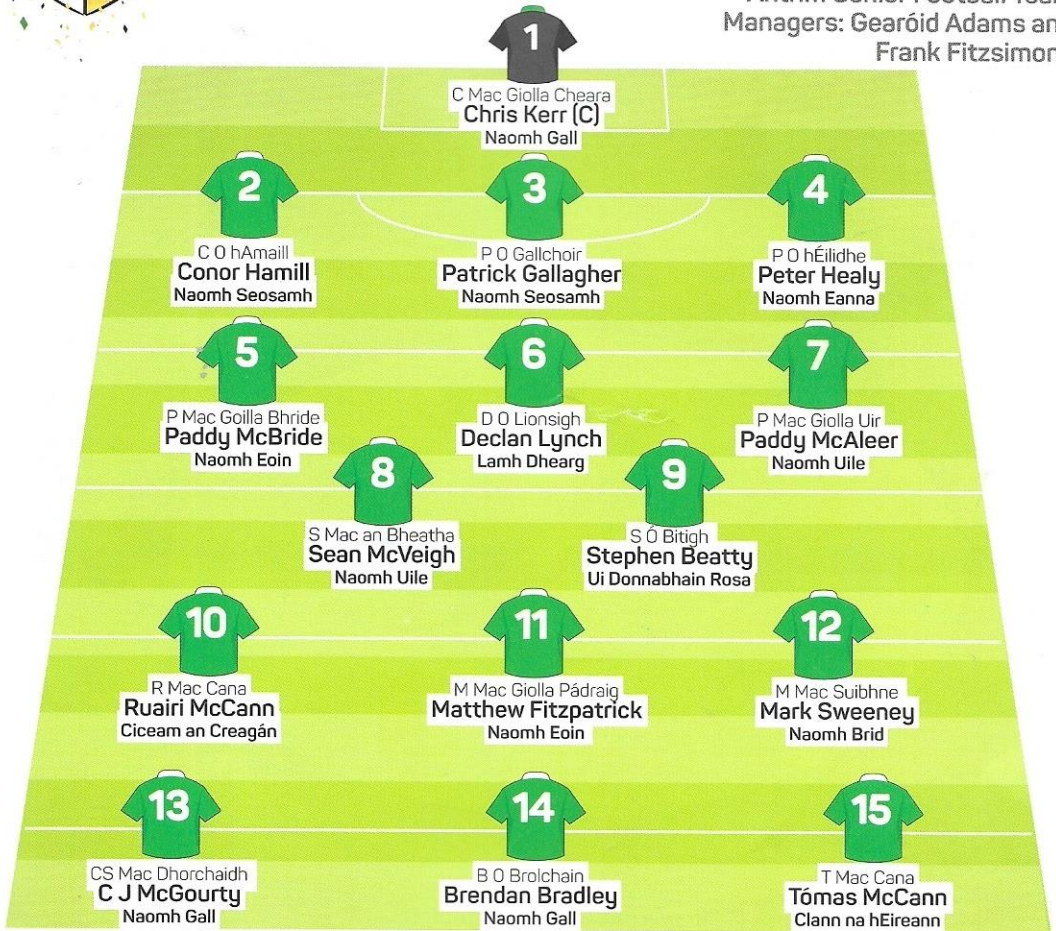 Managers: Gearóid Adams
Frank
1
C Mac Giolla Cheara
Chris Kerr (C)
Naomh Gall
2
C O hAmaill
Conor Hamill
Naomh Seosamh
3
P O Gallchoir
Patrick Gallagher
Naomh Seosamh
4
P O hÉilidhe
Peter Healy
Naomh Eanna
5
P Mac Goilla Bhride
Paddy McBride
Naomh Eoin
6
D O Lionsigh
Declan Lynch
Lamh Dhearg
7
P Mac Giolla Uir
Paddy McAleer
Naomh Uile
8
S Mac an Bheatha
Sean McVeigh
Naomh Uile
9
S Ó Bitigh
Stephen Beatty
Ui Donnabhain Rosa
10
R Mac Cana
Ruairi McCann
Ciceam an Creagán
11
M Mac Giolla Pádraig
Matthew Fitzpatrick
Naomh Eoin
12
M Mac Suibhne
Mark Sweeney
Naomh Brid
13
CS Mac Dhorchaidh
C J McGourty
Naomh Gall
14
B O Brolchain
Brendan Bradley
Naomh Gall
15
T Mac Cana
Tómas McCann
Clann na hEireann